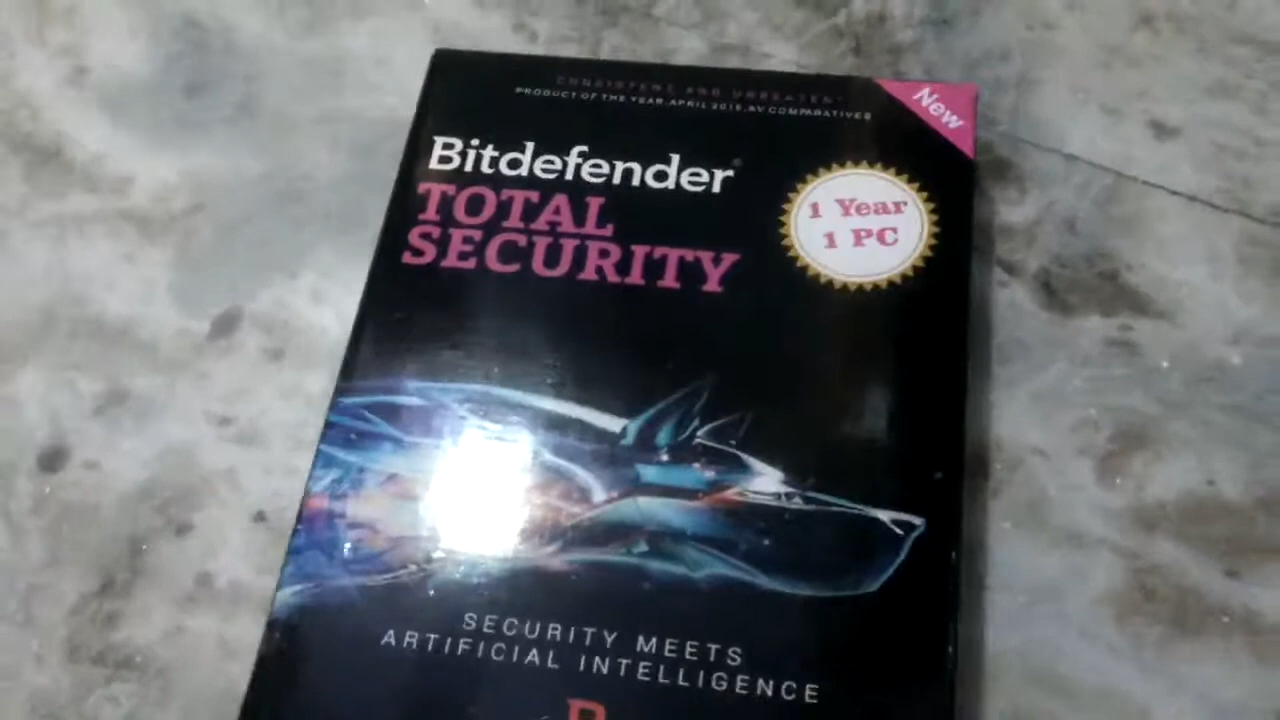 CONSISTENT AND UNBEATEN
PRODUCT OF THE YEAR, APRIL 2015, AV COMPARATIVES
New
Bitdefender
TOTAL
SECURITY
1 Year
1 PC
SECURITY MEETS
ARTIFICIAL INTELLIGENCE
B